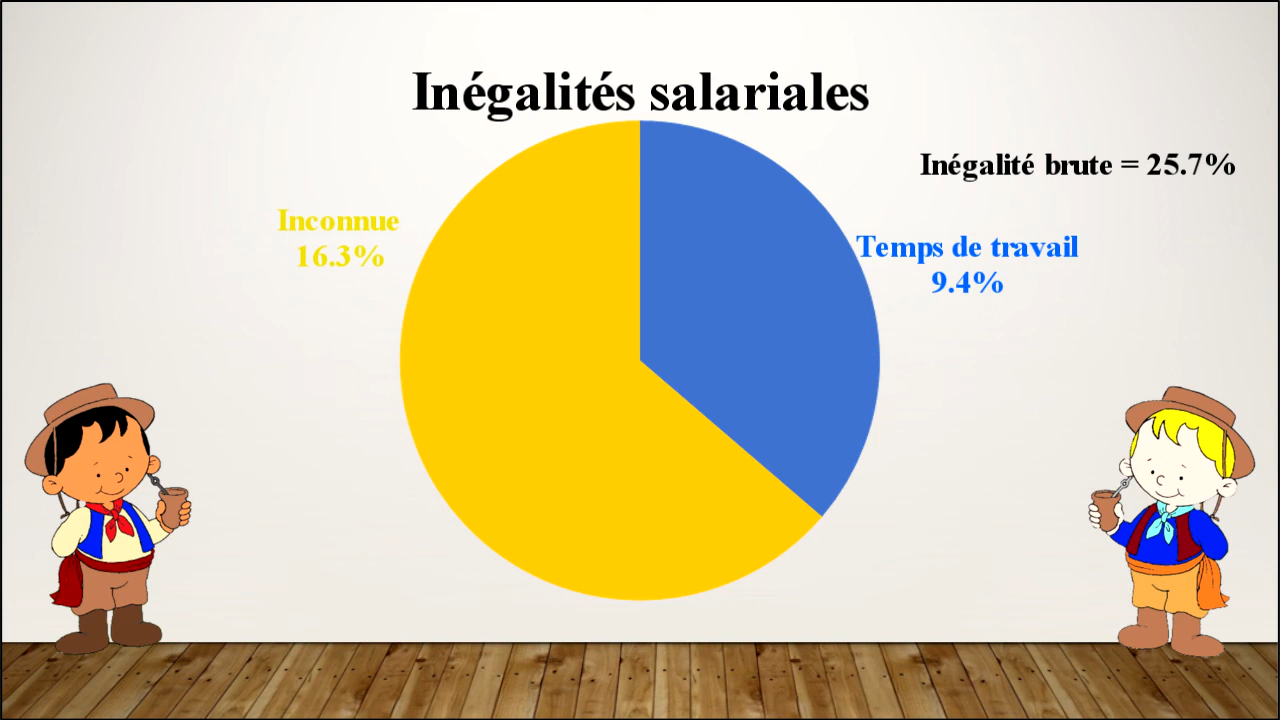 Inégalités salariales
Inégalité brute = 25.7%
Inconnue
16.3%
Temps de travail
9.4%